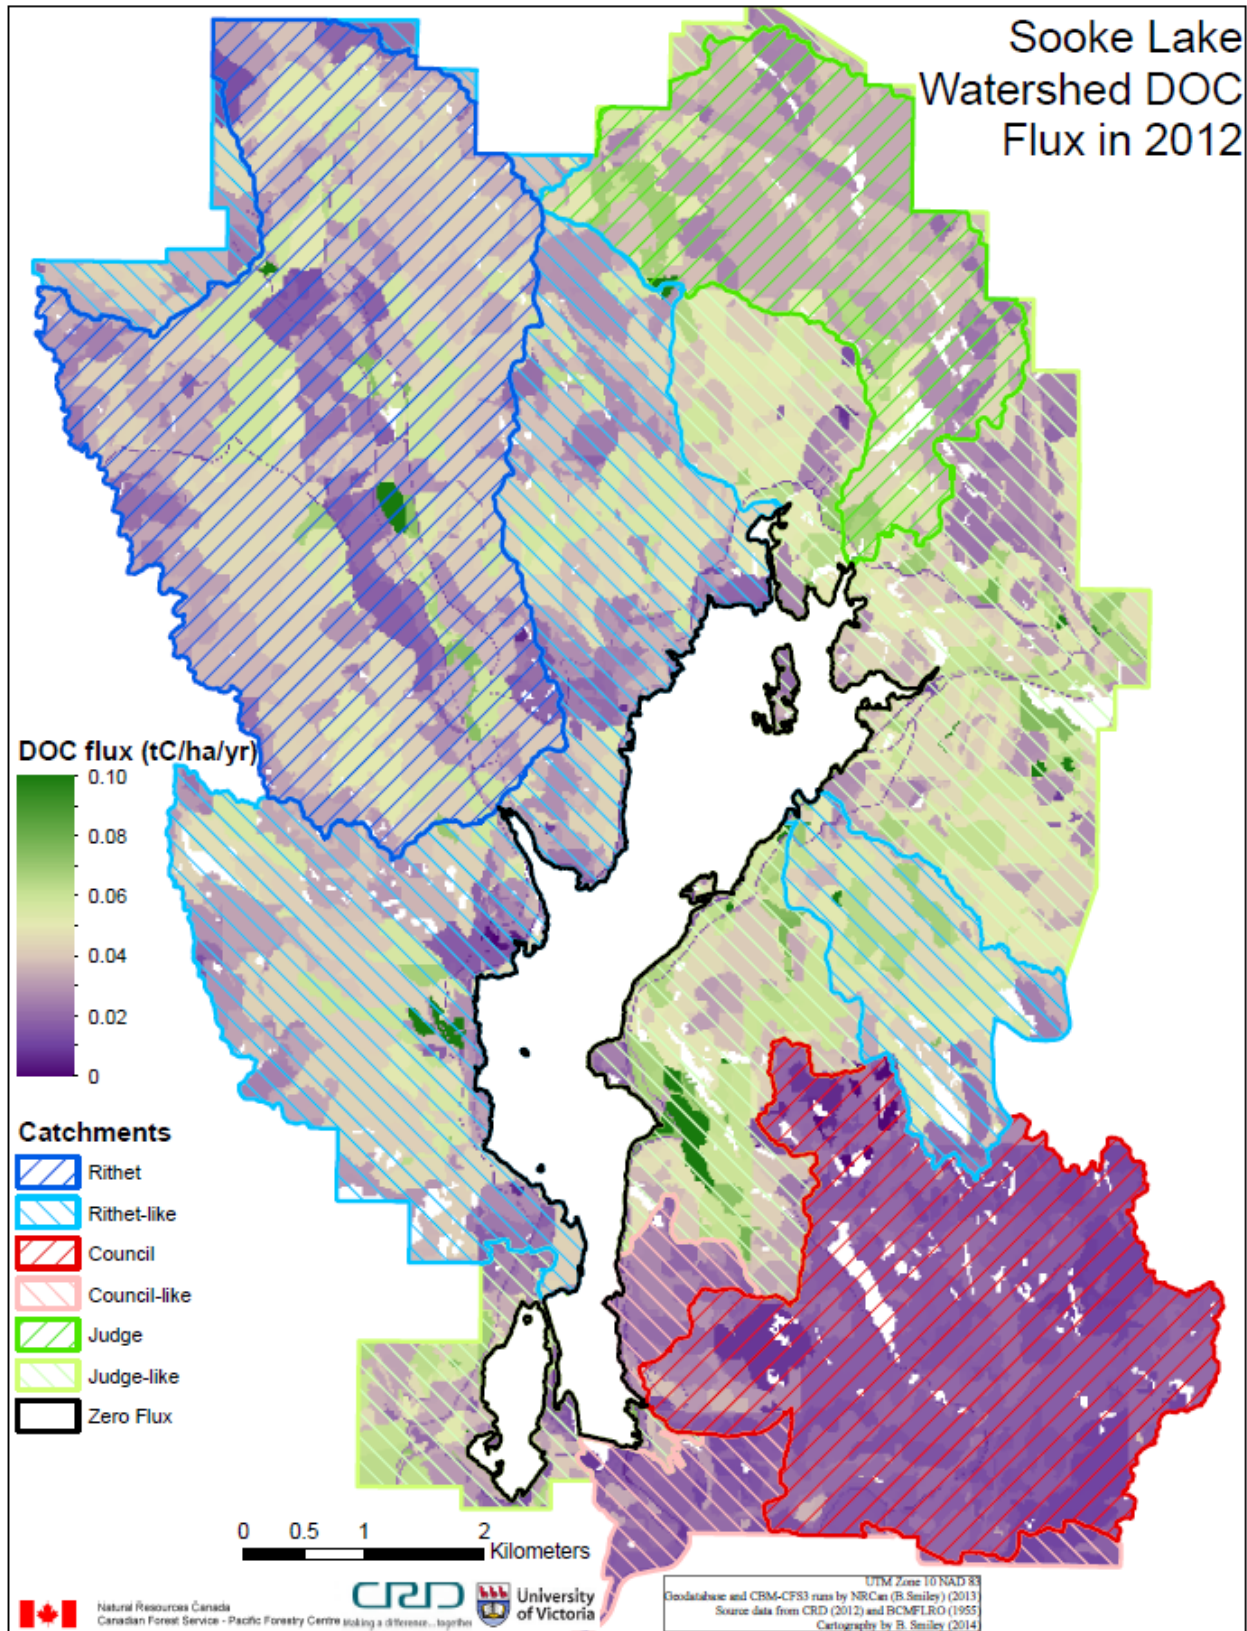 Sooke Lake
Watershed DOC
Flux in 2012
DOC flux (tC/ha/yr)
0.10
0.08
0.06
0.04
0.02
0
Catchments
Rithet
Rithet-like
Council
Council-like
Judge
Judge-like
Zero Flux
0 0.5 1 2
Kilometers
Natural Resources Canada
Canadian Forest Service - Pacific Forestry Centre
CRD
Making a difference...together
University
of Victoria
UTM Zone 10 NAD 83
Geodatabase and CBM-CFS3 runs by NRCan (B.Smiley) (2013)
Source data from CRD (2012) and BCMFLRO (1955)
Cartography by B. Smiley (2014)